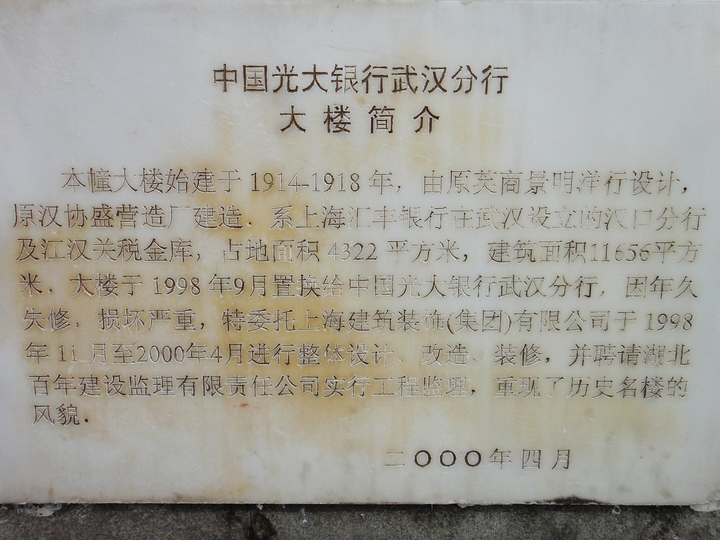 中国光大银行武汉分行
大楼简介
本幢大楼始建于1914-1918年，由原英商景明洋行设计，
原汉协盛营造厂建造．系上海汇丰银行在武汉设立的汉口分行
及江汉关税金库，占地面积4322平方米，建筑面积11656平方
米．大楼于1998年9月置换给中国光大银行武汉分行，因年久
失修，损坏严重，特委托上海建筑装饰(集团)有限公司于1998
年11月至2000年4月进行整体设计、改造、装修，并聘请湖北
百年建设监理有限责任公司实行工程监理，重现了历史名楼的
风貌．
二OOO年四月